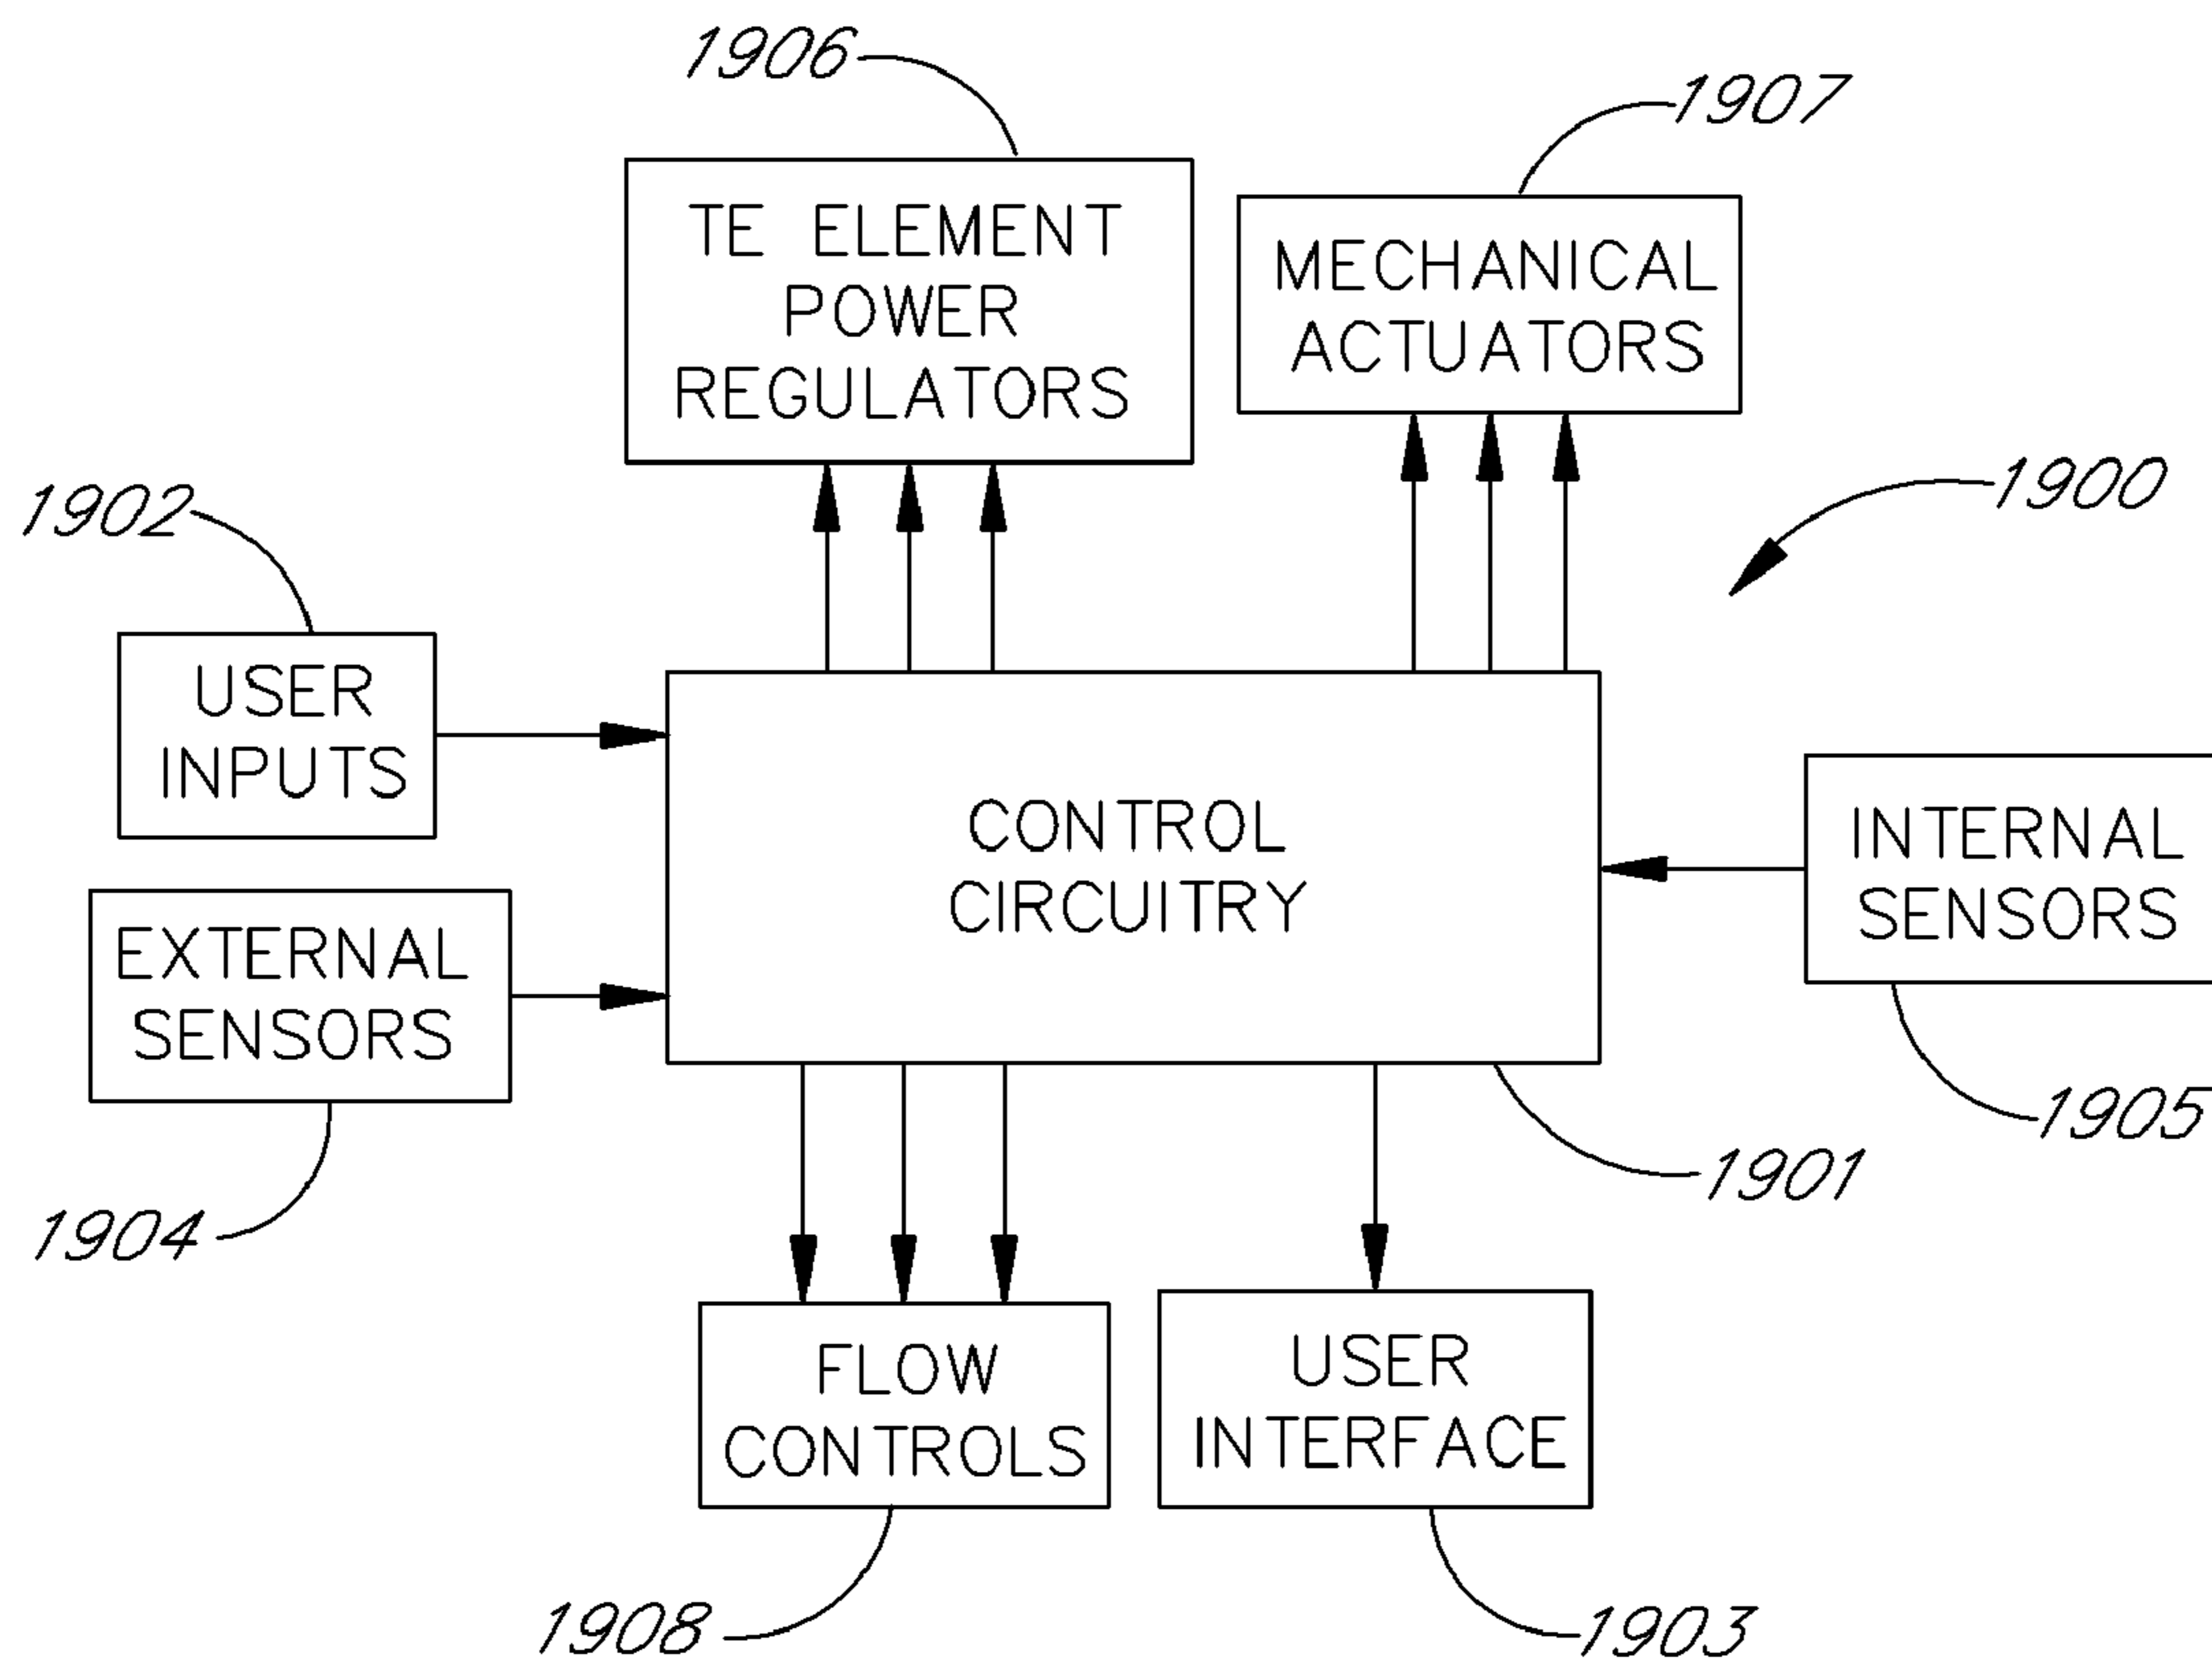 1906
1907
TE ELEMENT
POWER
REGULATORS
MECHANICAL
ACTUATORS
1900
1902
USER
INPUTS
CONTROL
CIRCUITRY
INTERNAL
SENSORS
EXTERNAL
SENSORS
1905
1901
1904
FLOW
CONTROLS
USER
INTERFACE
1908
1903